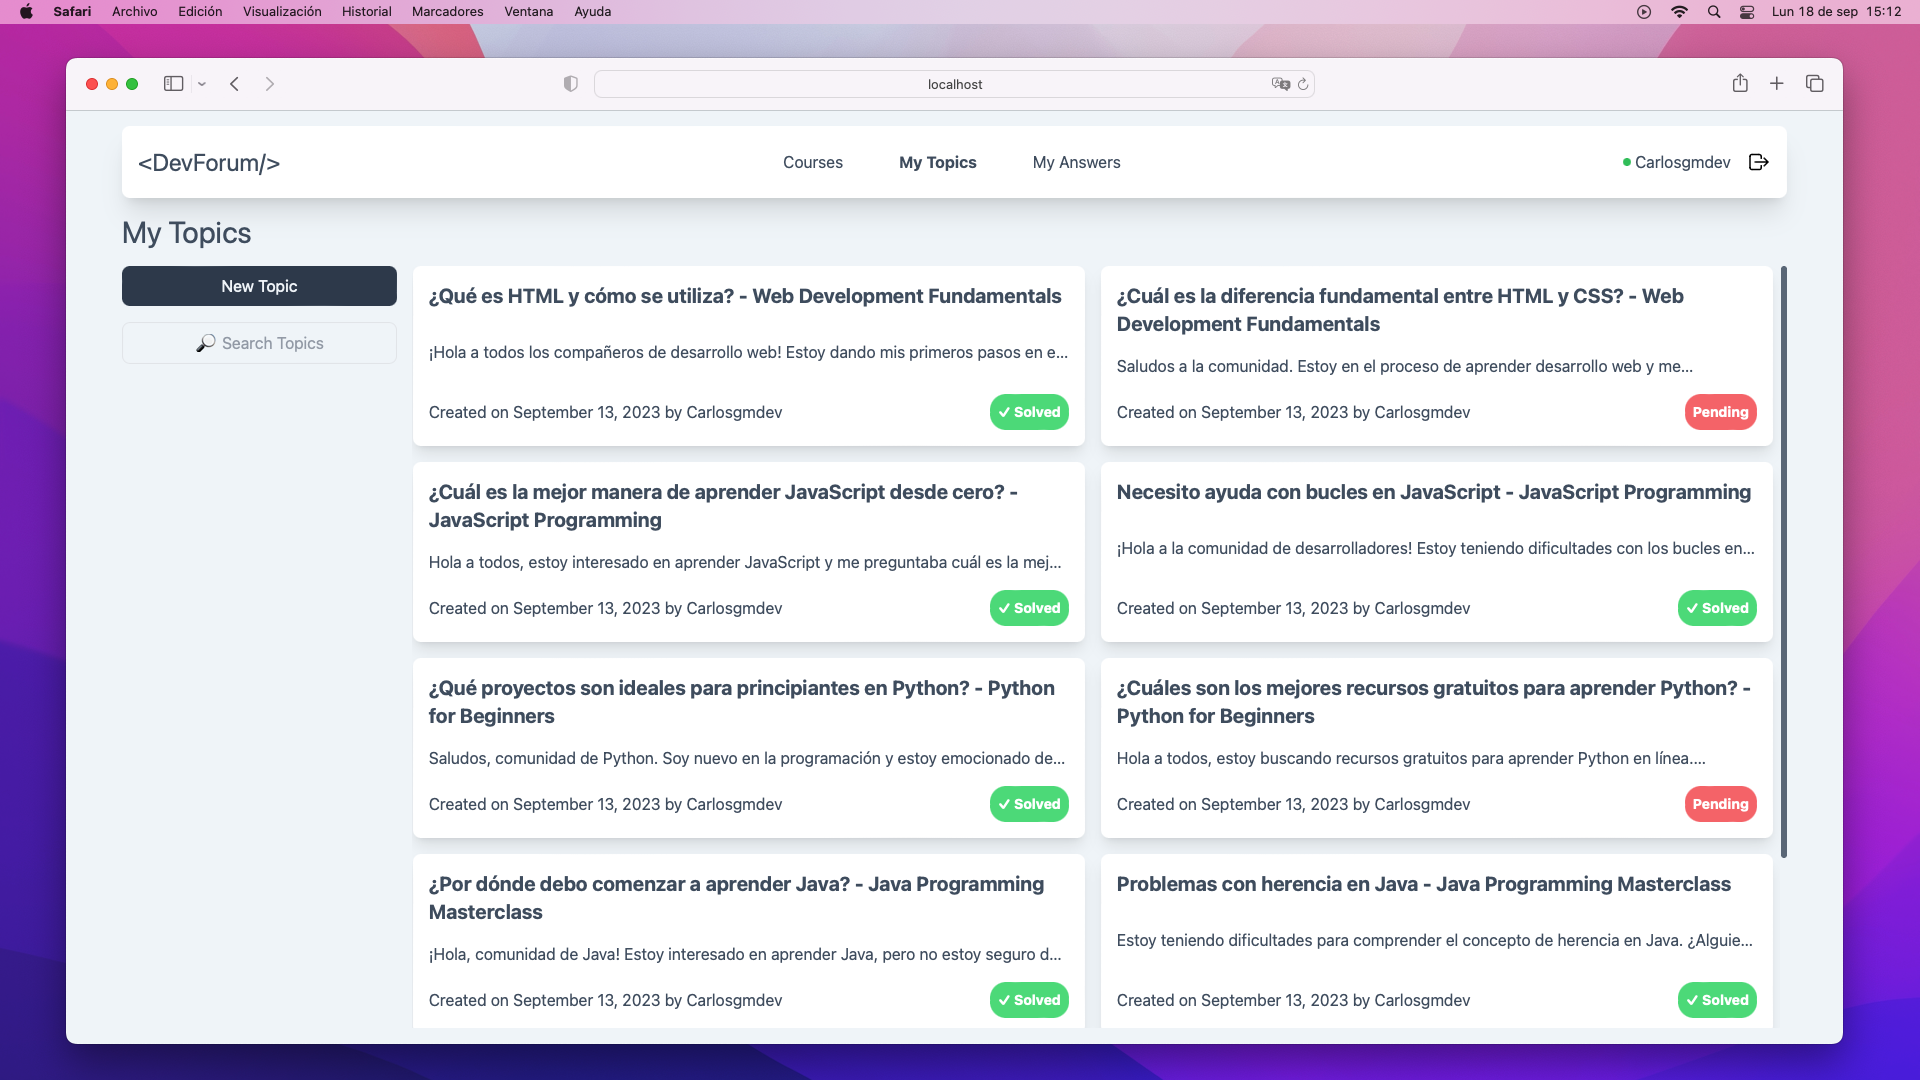 Safari Archivo Edición Visualización Historial Marcadores Ventana Ayuda Lun 18 de sep 15:12
localhost
<DevForum/> Courses My Topics My Answers Carlosgmdev
My Topics
New Topic
Search Topics
¿Qué es HTML y cómo se utiliza? - Web Development Fundamentals
¡Hola a todos los compañeros de desarrollo web! Estoy dando mis primeros pasos en e...
Created on September 13, 2023 by Carlosgmdev ✓ Solved
¿Cuál es la diferencia fundamental entre HTML y CSS? - Web
Development Fundamentals
Saludos a la comunidad. Estoy en el proceso de aprender desarrollo web y me...
Created on September 13, 2023 by Carlosgmdev Pending
¿Cuál es la mejor manera de aprender JavaScript desde cero? -
JavaScript Programming
Hola a todos, estoy interesado en aprender JavaScript y me preguntaba cuál es la mej...
Created on September 13, 2023 by Carlosgmdev ✓ Solved
Necesito ayuda con bucles en JavaScript - JavaScript Programming
¡Hola a la comunidad de desarrolladores! Estoy teniendo dificultades con los bucles en...
Created on September 13, 2023 by Carlosgmdev ✓ Solved
¿Qué proyectos son ideales para principiantes en Python? - Python
for Beginners
Saludos, comunidad de Python. Soy nuevo en la programación y estoy emocionado de...
Created on September 13, 2023 by Carlosgmdev ✓ Solved
¿Cuáles son los mejores recursos gratuitos para aprender Python? -
Python for Beginners
Hola a todos, estoy buscando recursos gratuitos para aprender Python en línea....
Created on September 13, 2023 by Carlosgmdev Pending
¿Por dónde debo comenzar a aprender Java? - Java Programming
Masterclass
¡Hola, comunidad de Java! Estoy interesado en aprender Java, pero no estoy seguro d...
Created on September 13, 2023 by Carlosgmdev ✓ Solved
Problemas con herencia en Java - Java Programming Masterclass
Estoy teniendo dificultades para comprender el concepto de herencia en Java. ¿Alguie...
Created on September 13, 2023 by Carlosgmdev ✓ Solved